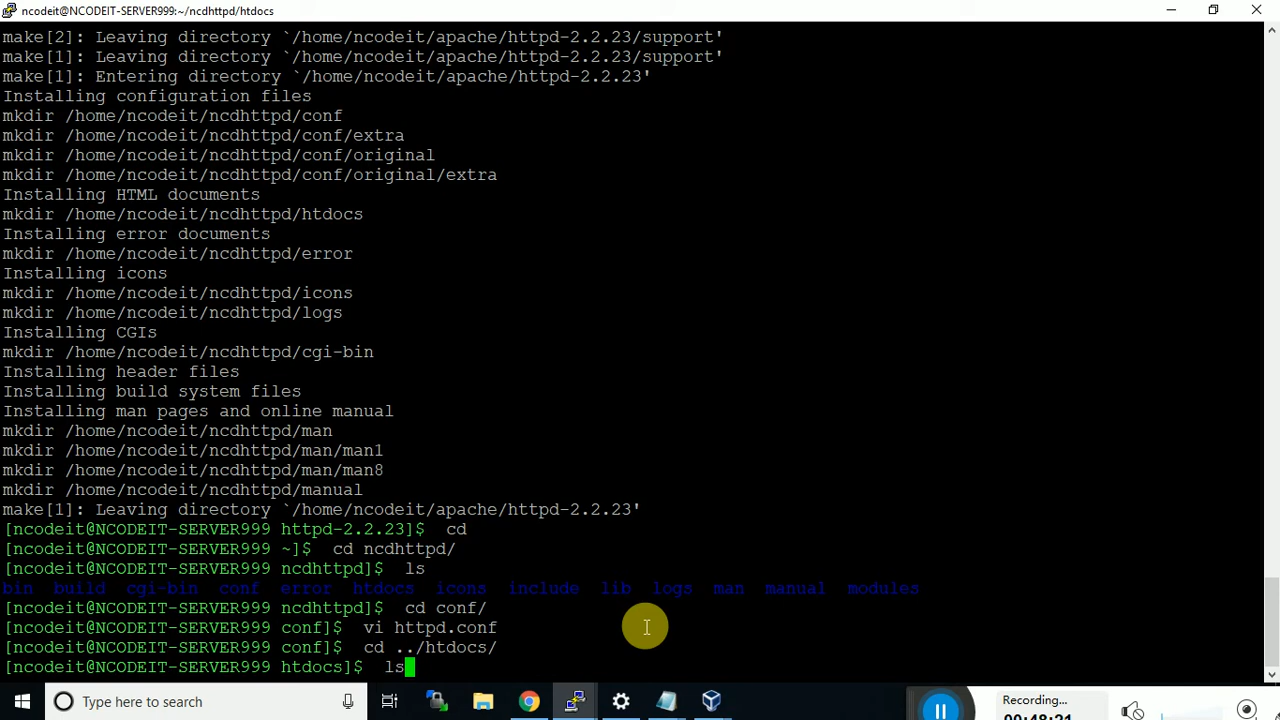 ncodeit@NCODEIT-SERVER999:~/ncdhttpd/htdocs
make[2]: Leaving directory `/home/ncodeit/apache/httpd-2.2.23/support'
make[1]: Leaving directory `/home/ncodeit/apache/httpd-2.2.23/support'
make[1]: Entering directory `/home/ncodeit/apache/httpd-2.2.23'
Installing configuration files
mkdir /home/ncodeit/ncdhttpd/conf
mkdir /home/ncodeit/ncdhttpd/conf/extra
mkdir /home/ncodeit/ncdhttpd/conf/original
mkdir /home/ncodeit/ncdhttpd/conf/original/extra
Installing HTML documents
mkdir /home/ncodeit/ncdhttpd/htdocs
Installing error documents
mkdir /home/ncodeit/ncdhttpd/error
Installing icons
mkdir /home/ncodeit/ncdhttpd/icons
mkdir /home/ncodeit/ncdhttpd/logs
Installing CGIs
mkdir /home/ncodeit/ncdhttpd/cgi-bin
Installing header files
Installing build system files
Installing man pages and online manual
mkdir /home/ncodeit/ncdhttpd/man
mkdir /home/ncodeit/ncdhttpd/man/man1
mkdir /home/ncodeit/ncdhttpd/man/man8
mkdir /home/ncodeit/ncdhttpd/manual
make[1]: Leaving directory `/home/ncodeit/apache/httpd-2.2.23'
[ncodeit@NCODEIT-SERVER999 httpd-2.2.23]$ cd
[ncodeit@NCODEIT-SERVER999 ~]$ cd ncdhttpd/
[ncodeit@NCODEIT-SERVER999 ncdhttpd]$ ls
bin build cgi-bin conf error htdocs icons include lib logs man manual modules
[ncodeit@NCODEIT-SERVER999 ncdhttpd]$ cd conf/
[ncodeit@NCODEIT-SERVER999 conf]$ vi httpd.conf
[ncodeit@NCODEIT-SERVER999 conf]$ cd ../htdocs/
[ncodeit@NCODEIT-SERVER999 htdocs]$ ls
Type here to search
Recording...
00:48:21